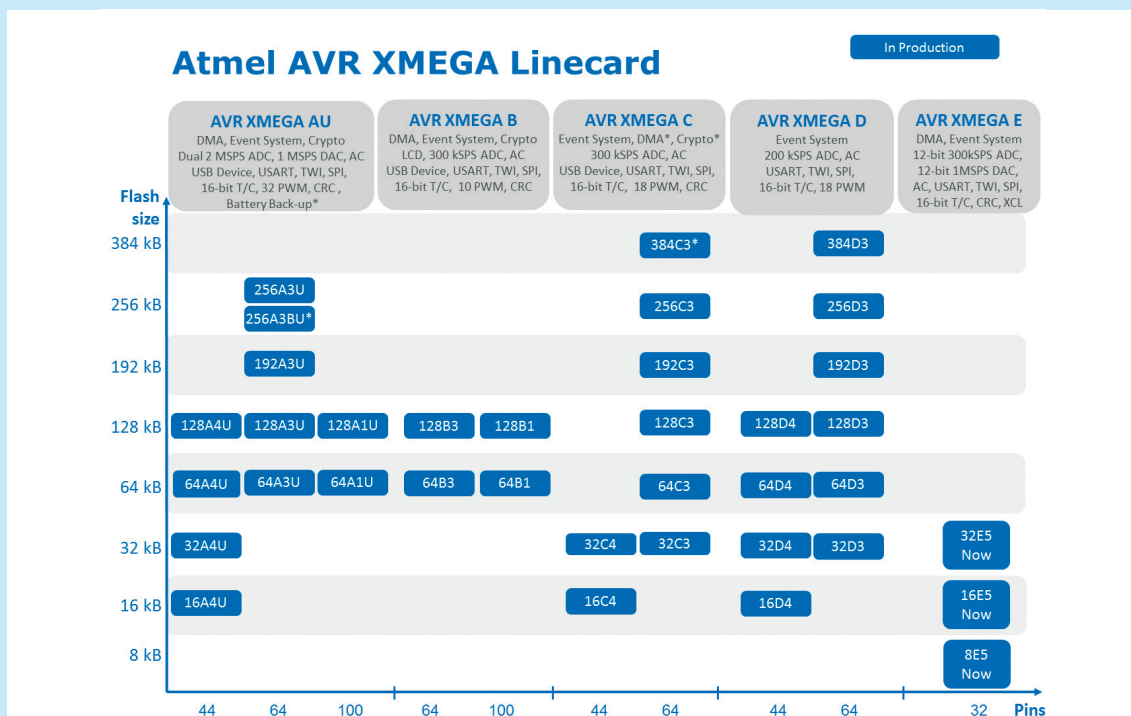 Atmel AVR XMEGA Linecard
In Production
AVR XMEGA AU
DMA, Event System, Crypto
Dual 2 MSPS ADC, 1 MSPS DAC, AC
USB Device, USART, TWI, SPI,
16-bit T/C, 32 PWM, CRC ,
Battery Back-up*
AVR XMEGA B
DMA, Event System, Crypto
LCD, 300 kSPS ADC, AC
USB Device, USART, TWI, SPI,
16-bit T/C, 10 PWM, CRC
AVR XMEGA C
Event System, DMA*, Crypto*
300 kSPS ADC, AC
USB Device, USART, TWI, SPI,
16-bit T/C, 18 PWM, CRC
AVR XMEGA D
Event System
200 kSPS ADC, AC
USART, TWI, SPI,
16-bit T/C, 18 PWM
AVR XMEGA E
DMA, Event System
12-bit 300kSPS ADC,
12-bit 1MSPS DAC,
AC, USART, TWI, SPI,
16-bit T/C, CRC, XCL
Flash
size
384 kB
384C3*
384D3
256 kB
256A3U
256A3BU*
256C3
256D3
192 kB
192A3U
192C3
192D3
128 kB
128A4U
128A3U
128A1U
128B3
128B1
128C3
128D4
128D3
64 kB
64A4U
64A3U
64A1U
64B3
64B1
64C3
64D4
64D3
32 kB
32A4U
32C4
32C3
32D4
32D3
32E5
Now
16 kB
16A4U
16C4
16D4
16E5
Now
8 kB
8E5
Now
44
64
100
64
100
44
64
44
64
32
Pins